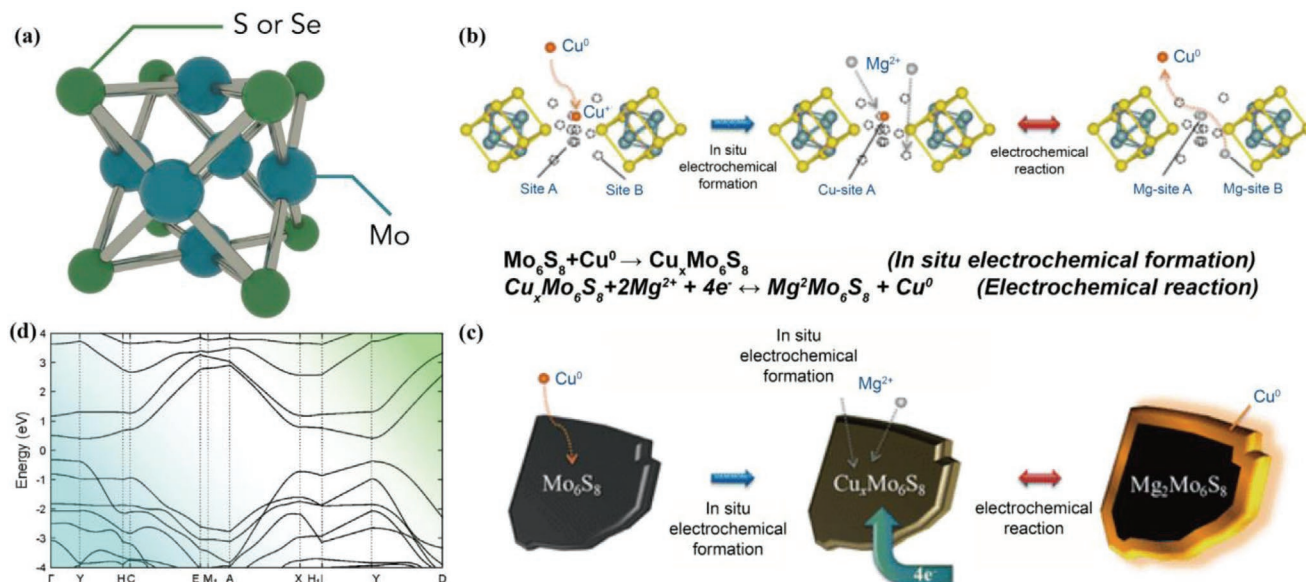 (a)
S or Se
Mo
(b)
Cu⁰
Cu⁺
Site A
Site B
In situ
electrochemical
formation
Mg²⁺
Cu-site A
electrochemical
reaction
Cu⁰
Mg-site A
Mg-site B
Mo₆S₈+Cu⁰ → CuₓMo₆S₈ (In situ electrochemical formation)
CuₓMo₆S₈+2Mg²⁺ + 4e⁻ ↔ Mg²Mo₆S₈ + Cu⁰ (Electrochemical reaction)
(d)
Energy (eV)
4
3
2
1
0
-1
-2
-3
-4
Γ Y H C E M₁ A X H₁ Y D
(c)
Cu⁰
Mo₆S₈
In situ
electrochemical
formation
In situ
electrochemical
formation
Mg²⁺
CuₓMo₆S₈
4e⁻
electrochemical
reaction
Cu⁰
Mg₂Mo₆S₈